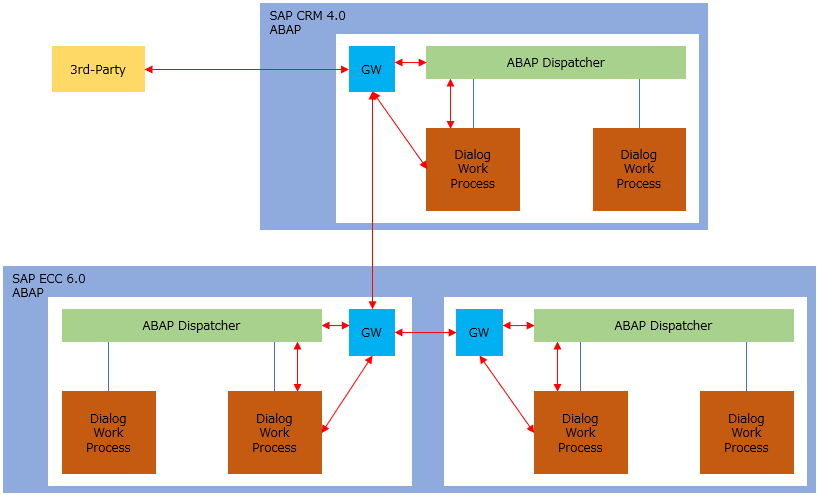 SAP CRM 4.0
ABAP
3rd-Party
GW
ABAP Dispatcher
Dialog
Work
Process
Dialog
Work
Process
SAP ECC 6.0
ABAP
ABAP Dispatcher
GW
GW
ABAP Dispatcher
Dialog
Work
Process
Dialog
Work
Process
Dialog
Work
Process
Dialog
Work
Process